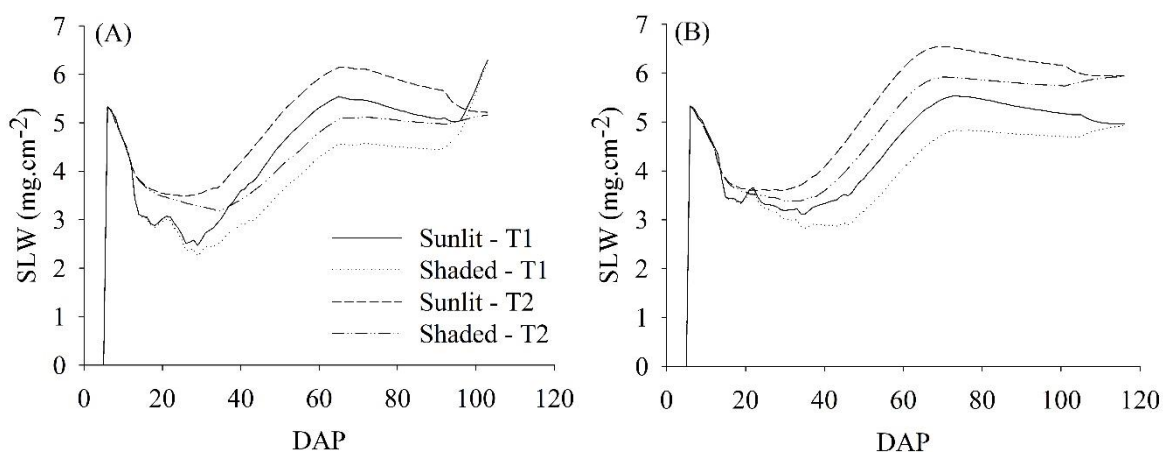 (A)
SLW (mg.cm-2)
7
6
5
4
3
2
1
0
0 20 40 60 80 100 120
DAP
Sunlit - T1
Shaded - T1
Sunlit - T2
Shaded - T2
(B)
SLW (mg.cm-2)
7
6
5
4
3
2
1
0
0 20 40 60 80 100 120
DAP